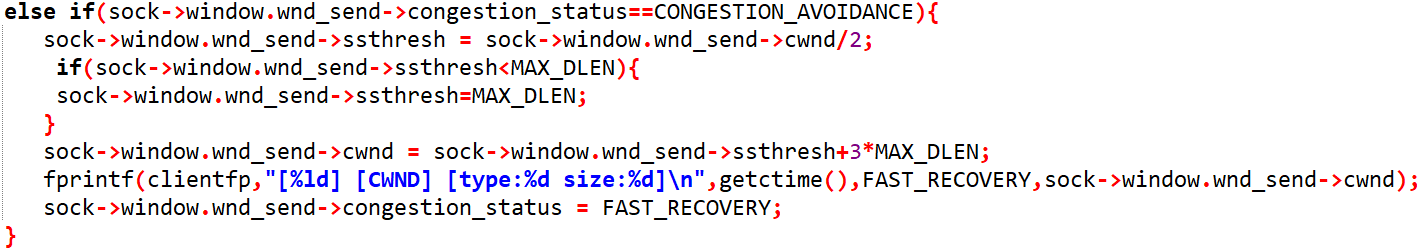 else if(sock->window.wnd_send->congestion_status==CONGESTION_AVOIDANCE){
sock->window.wnd_send->ssthresh = sock->window.wnd_send->cwnd/2;
if(sock->window.wnd_send->ssthresh<MAX_DLEN){
sock->window.wnd_send->ssthresh=MAX_DLEN;
}
sock->window.wnd_send->cwnd = sock->window.wnd_send->ssthresh+3*MAX_DLEN;
fprintf(clientfp,"[%ld] [CWND] [type:%d size:%d]\n",getctime(),FAST_RECOVERY,sock->window.wnd_send->cwnd);
sock->window.wnd_send->congestion_status = FAST_RECOVERY;
}